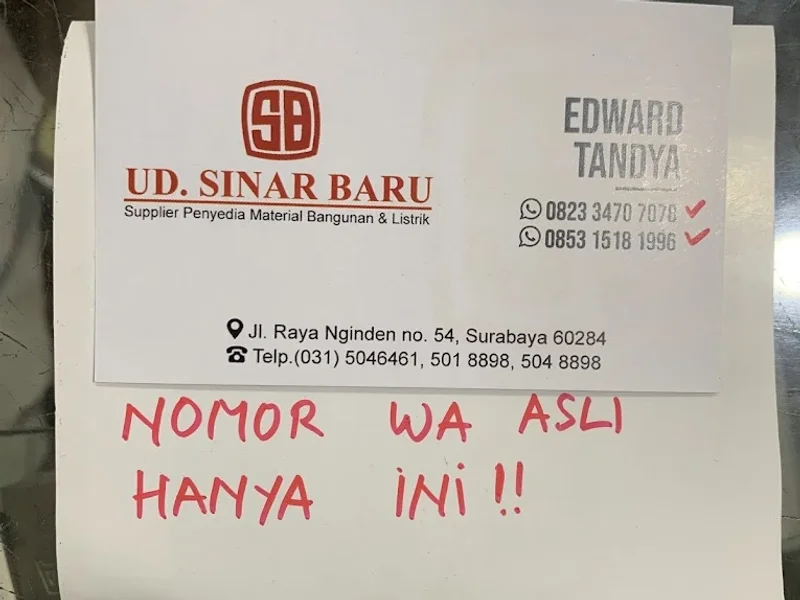 SB
UD. SINAR BARU
Supplier Penyedia Material Bangunan & Listrik
EDWARD
TANDYA
0823 3470 7078
0853 1518 1996
Jl. Raya Nginden no. 54, Surabaya 60284
Telp.(031) 5046461, 501 8898, 504 8898
NOMOR WA ASLI
HANYA INI !!